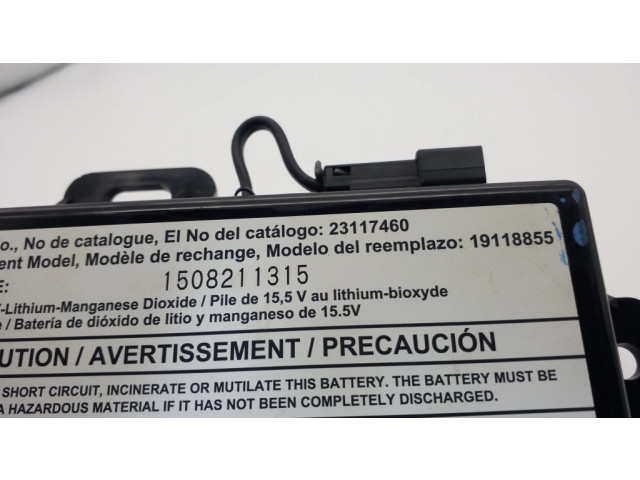 o., No de catalogue, El No del catálogo: 23117460
ent Model, Modèle de rechange, Modelo del reemplazo: 19118855
E: 1508211315
-Lithium-Manganese Dioxide / Pile de 15,5 V au lithium-bioxyde
e / Batería de dióxido de litio y manganeso de 15.5V
UTION / AVERTISSEMENT / PRECAUCIÓN
SHORT CIRCUIT, INCINERATE OR MUTILATE THIS BATTERY. THE BATTERY MUST BE
A HAZARDOUS MATERIAL IF IT HAS NOT BEEN COMPLETELY DISCHARGED.